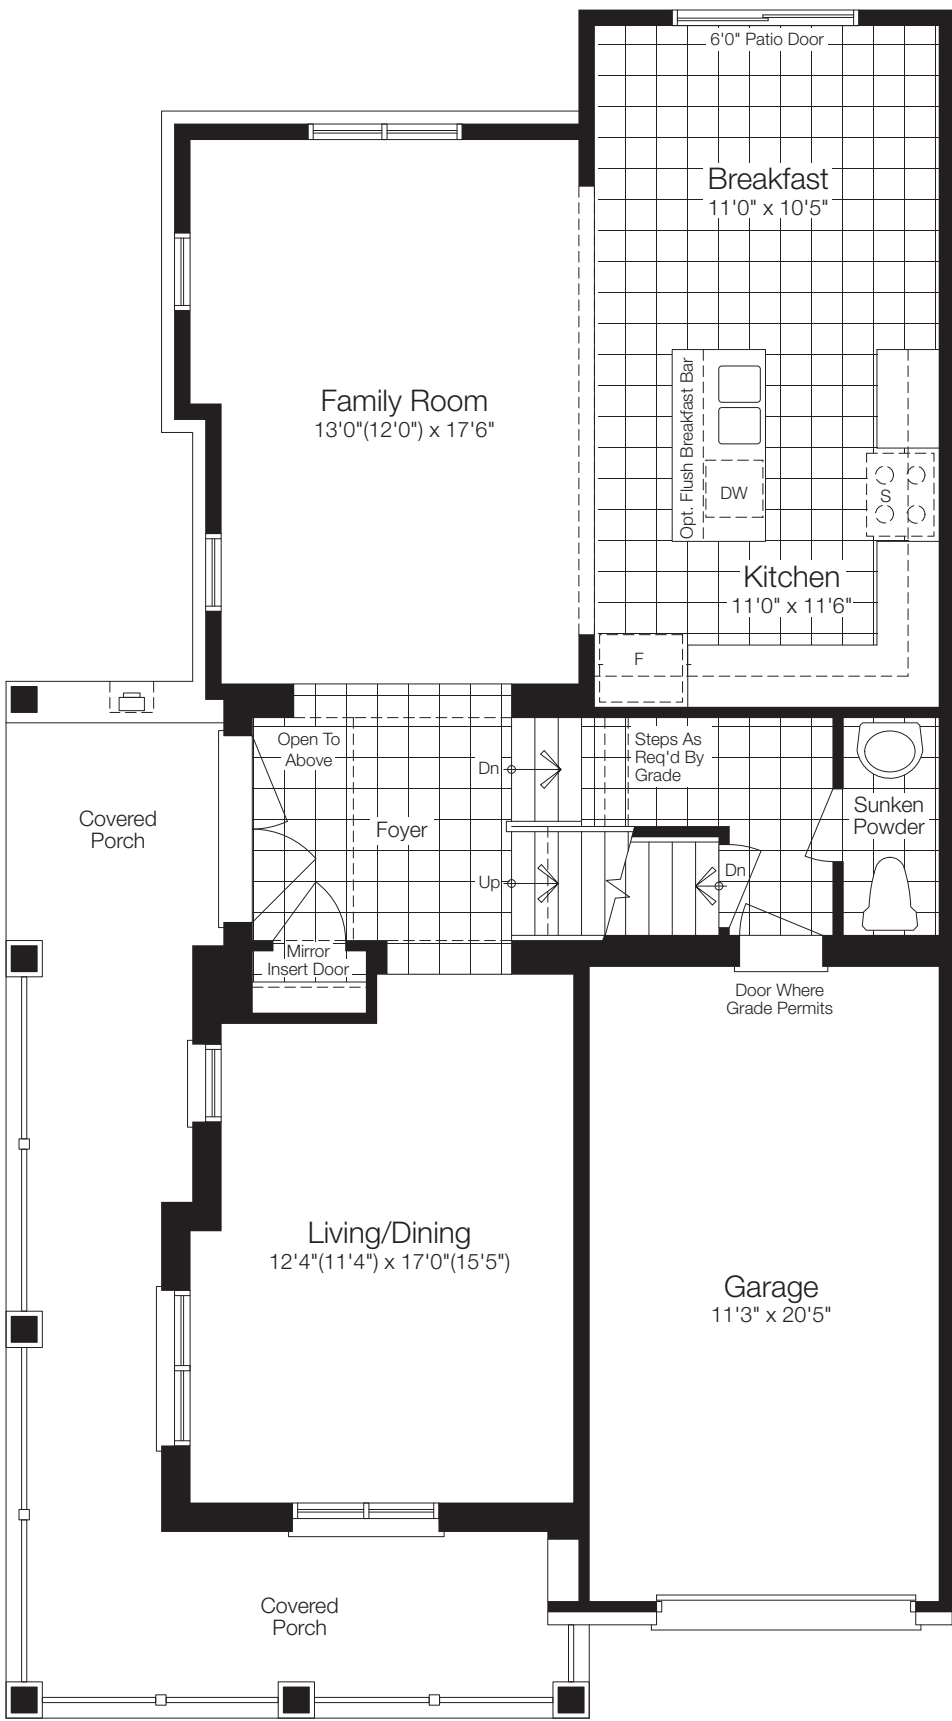 6'0" Patio Door
Breakfast
11'0" x 10'5"
Family Room
13'0"(12'0") x 17'6"
Opt. Flush Breakfast Bar
DW
S
Kitchen
11'0" x 11'6"
F
Open To
Above
Dn
Steps As
Req'd By
Grade
Covered
Porch
Foyer
Sunken
Powder
Up
Dn
Mirror
Insert Door
Door Where
Grade Permits
Living/Dining
12'4"(11'4") x 17'0"(15'5")
Garage
11'3" x 20'5"
Covered
Porch